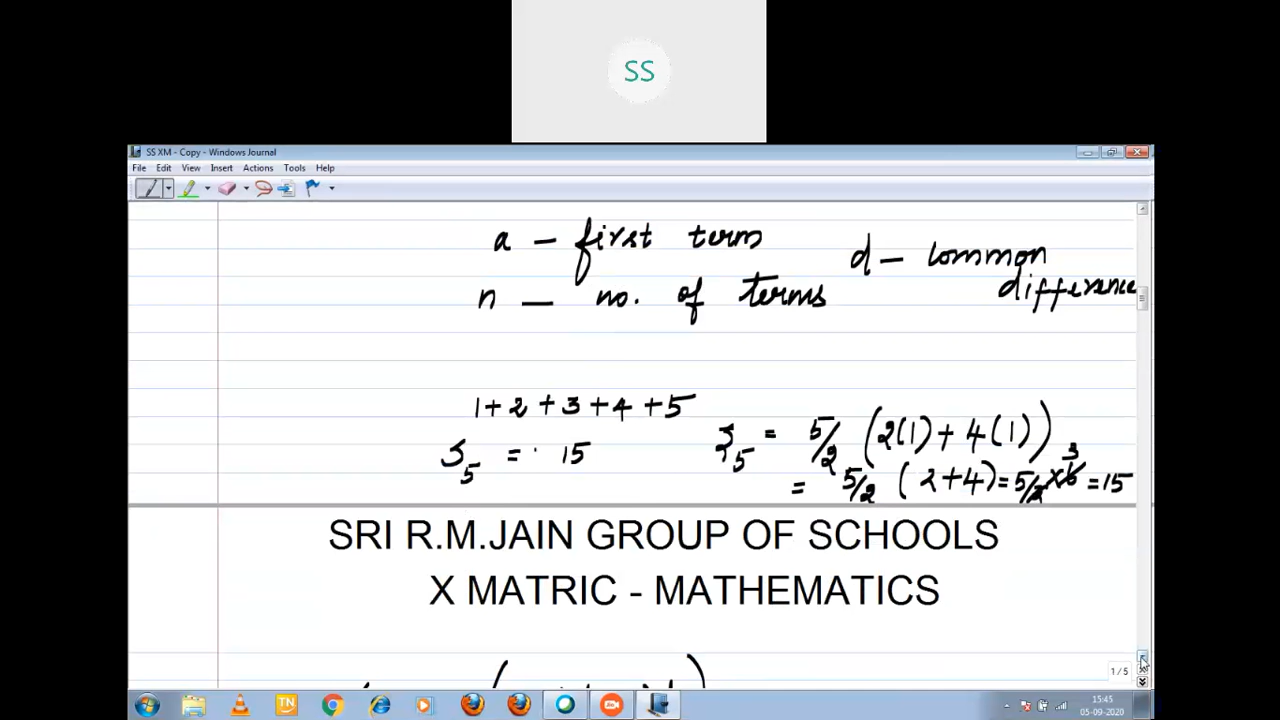 SS
SS XM - Copy - Windows Journal
File Edit View Insert Actions Tools Help
a – first term
d – common difference
n – no. of terms
1+2+3+4+5
S5 = 15
S5 = 5/2 (2(1)+4(1))
= 5/2 (2+4) = 5/2 x 6 3 = 15
SRI R.M.JAIN GROUP OF SCHOOLS
X MATRIC - MATHEMATICS
1/5
TN
15:45
05-09-2020